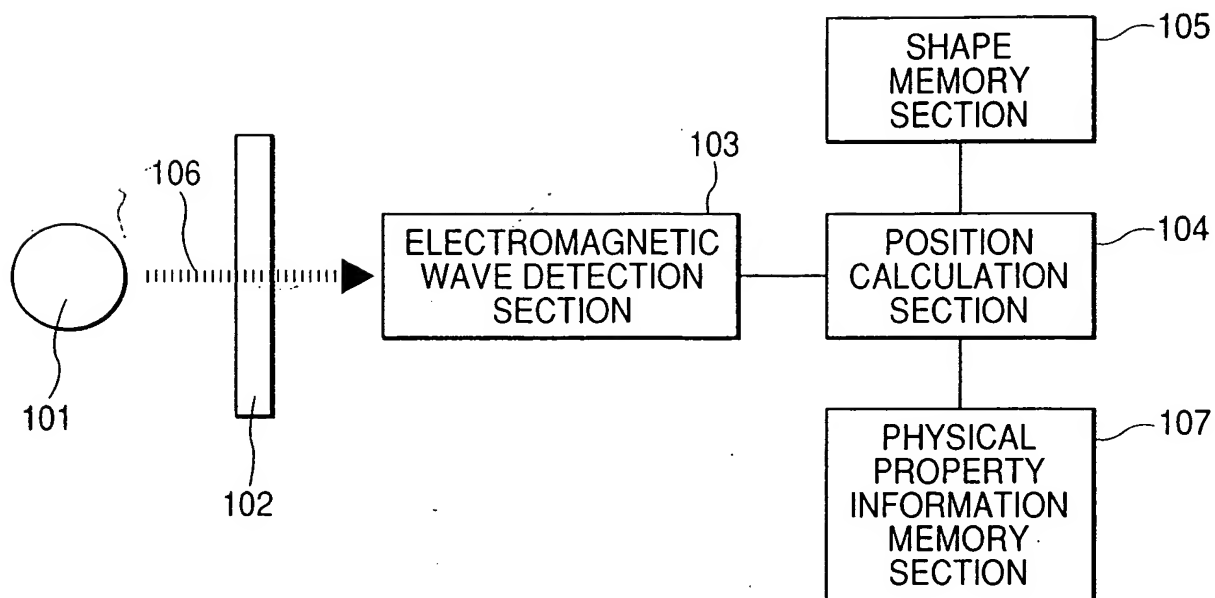 105
SHAPE
MEMORY
SECTION
103
106
ELECTROMAGNETIC
WAVE DETECTION
SECTION
104
POSITION
CALCULATION
SECTION
101
102
107
PHYSICAL
PROPERTY
INFORMATION
MEMORY
SECTION